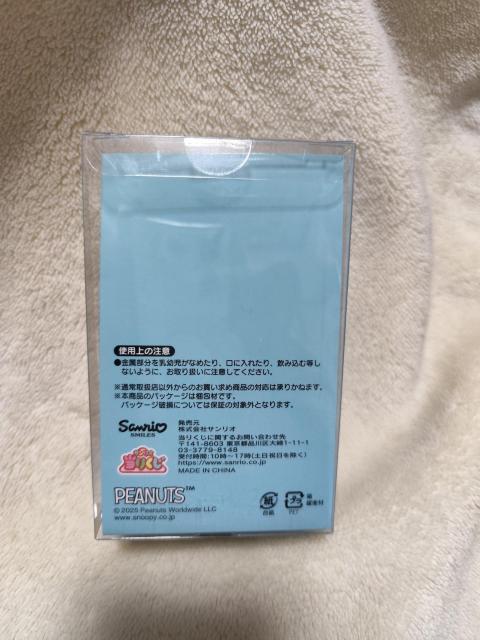 使用上の注意
●金属部分を乳幼児がなめたり、口に入れたり、飲み込む等し
ないように、お取り扱いに注意してください。
※通常取扱店以外からのお買い求め商品の対応は承りかねます。
※本商品のパッケージは梱包材です。
パッケージ破損については保証の対象外となります。
Sanrio
SMILES
発売元
株式会社サンリオ
当りくじに関するお問い合わせ先
〒141-8603 東京都品川区大崎1-11-1
03-3779-8148
受付時間:10時~17時(土日祝日を除く)
https://www.sanrio.co.jp
MADE IN CHINA
当りくじ
PEANUTS™
© 2025 Peanuts Worldwide LLC
www.snoopy.co.jp
紙
台紙
プラ
PET